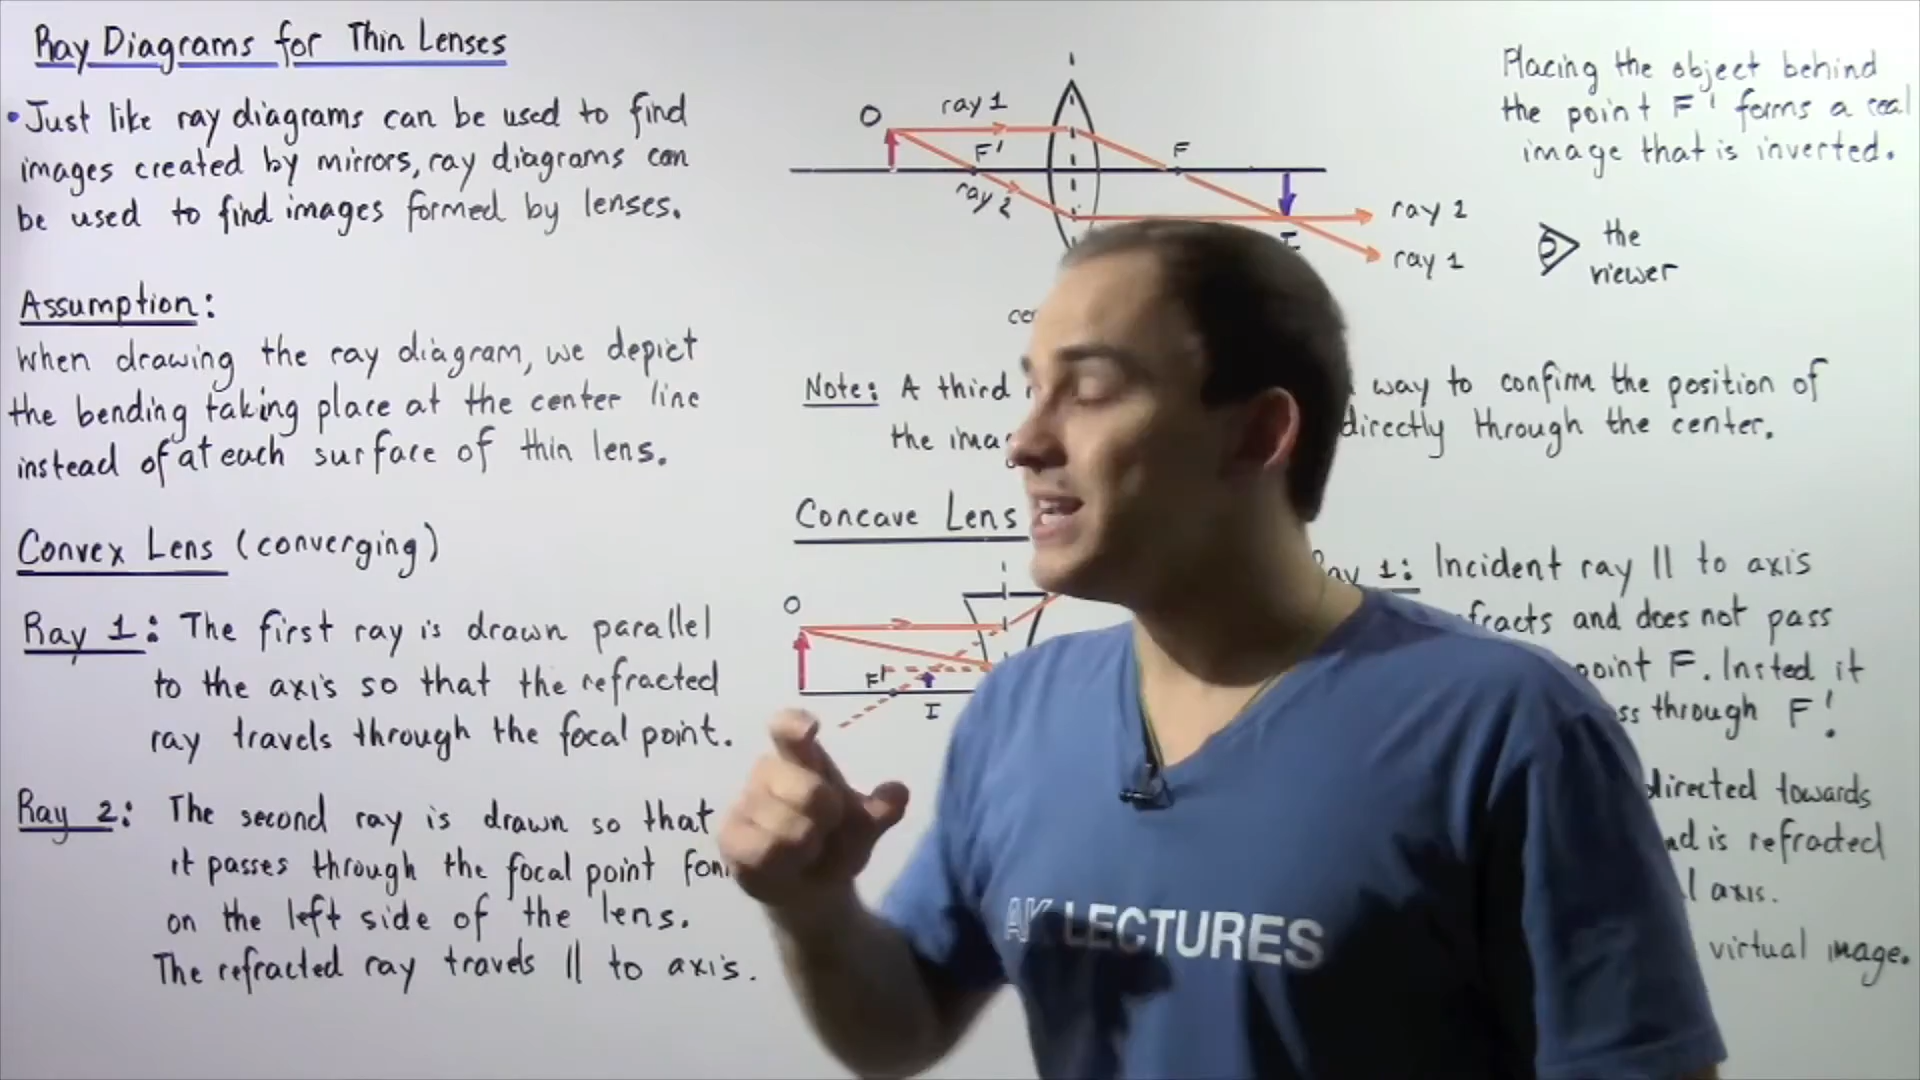 Ray Diagrams for Thin Lenses
• Just like ray diagrams can be used to find
images created by mirrors, ray diagrams can
be used to find images formed by lenses.
Assumption:
When drawing the ray diagram, we depict
the bending taking place at the center line
instead of at each surface of thin lens.
Convex Lens (converging)
Ray 1: The first ray is drawn parallel
to the axis so that the refracted
ray travels through the focal point.
Ray 2: The second ray is drawn so that
it passes through the focal point
on the left side of the lens.
The refracted ray travels || to axis.
O
ray 1
F'
F
ray 2
ray 2
ray 1
I
Placing the object behind
the point F' forms a real
image that is inverted.
the
viewer
Note: A third way to confirm the position of
the directly through the center.
Concave Lens
O
F'
I
Ray 1: Incident ray || to axis
and does not pass
point F. Insted it
through F'.
directed towards
is refracted
axis.
virtual image.
AK LECTURES